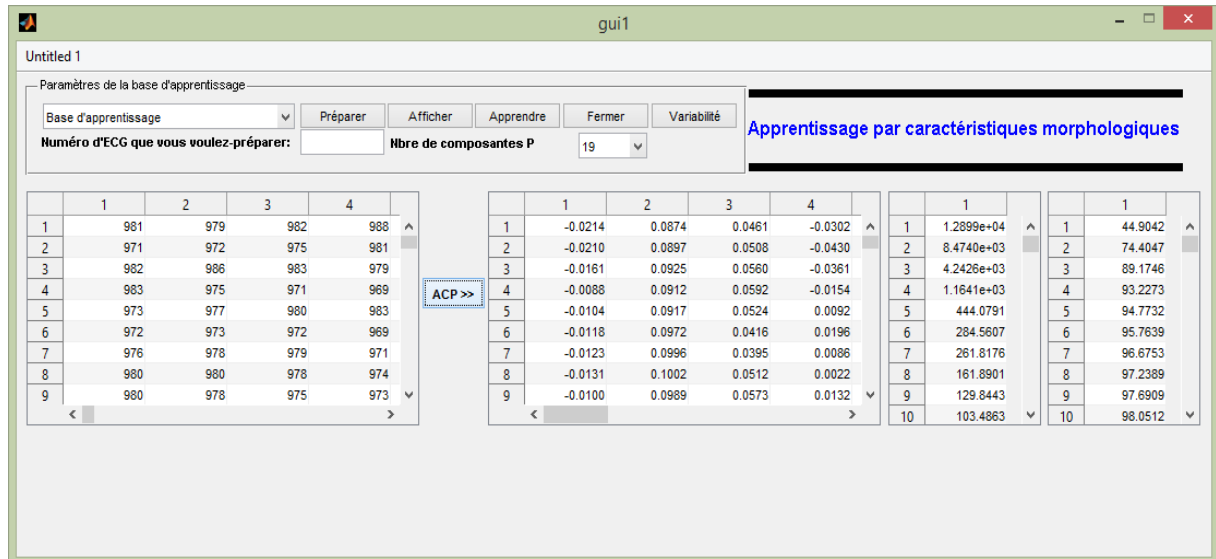 gui1
Untitled 1
Paramètres de la base d'apprentissage
Base d'apprentissage Préparer Afficher Apprendre Fermer Variabilité
Numéro d'ECG que vous voulez-préparer: Nbre de composantes P 19
Apprentissage par caractéristiques morphologiques
1 2 3 4
1 981 979 982 988
2 971 972 975 981
3 982 986 983 979
4 983 975 971 969
5 973 977 980 983
6 972 973 972 969
7 976 978 979 971
8 980 980 978 974
9 980 978 975 973
ACP >>
1 2 3 4
1 -0.0214 0.0874 0.0461 -0.0302
2 -0.0210 0.0897 0.0508 -0.0430
3 -0.0161 0.0925 0.0560 -0.0361
4 -0.0088 0.0912 0.0592 -0.0154
5 -0.0104 0.0917 0.0524 0.0092
6 -0.0118 0.0972 0.0416 0.0196
7 -0.0123 0.0996 0.0395 0.0086
8 -0.0131 0.1002 0.0512 0.0022
9 -0.0100 0.0989 0.0573 0.0132
1
1 1.2899e+04
2 8.4740e+03
3 4.2426e+03
4 1.1641e+03
5 444.0791
6 284.5607
7 261.8176
8 161.8901
9 129.8443
10 103.4863
1
1 44.9042
2 74.4047
3 89.1746
4 93.2273
5 94.7732
6 95.7639
7 96.6753
8 97.2389
9 97.6909
10 98.0512